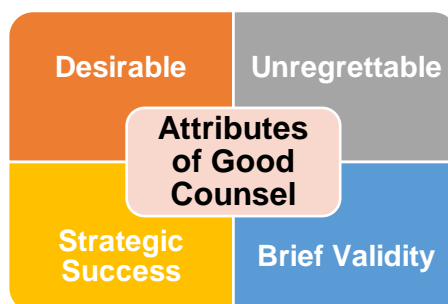 Desirable
Unregrettable
Attributes
of Good
Counsel
Strategic
Success
Brief Validity